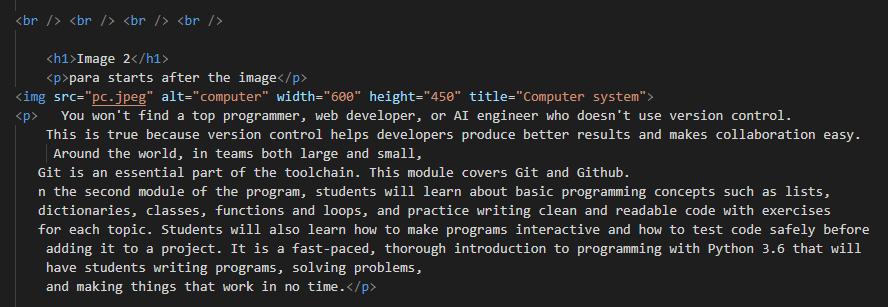 <br /> <br /> <br /> <br />
<h1>Image 2</h1>
<p>para starts after the image</p>
<img src="pc.jpeg" alt="computer" width="600" height="450" title="Computer system">
<p>   You won't find a top programmer, web developer, or AI engineer who doesn't use version control.
This is true because version control helps developers produce better results and makes collaboration easy.
Around the world, in teams both large and small,
Git is an essential part of the toolchain. This module covers Git and Github.
n the second module of the program, students will learn about basic programming concepts such as lists,
dictionaries, classes, functions and loops, and practice writing clean and readable code with exercises
for each topic. Students will also learn how to make programs interactive and how to test code safely before
adding it to a project. It is a fast-paced, thorough introduction to programming with Python 3.6 that will
have students writing programs, solving problems,
and making things that work in no time.</p>